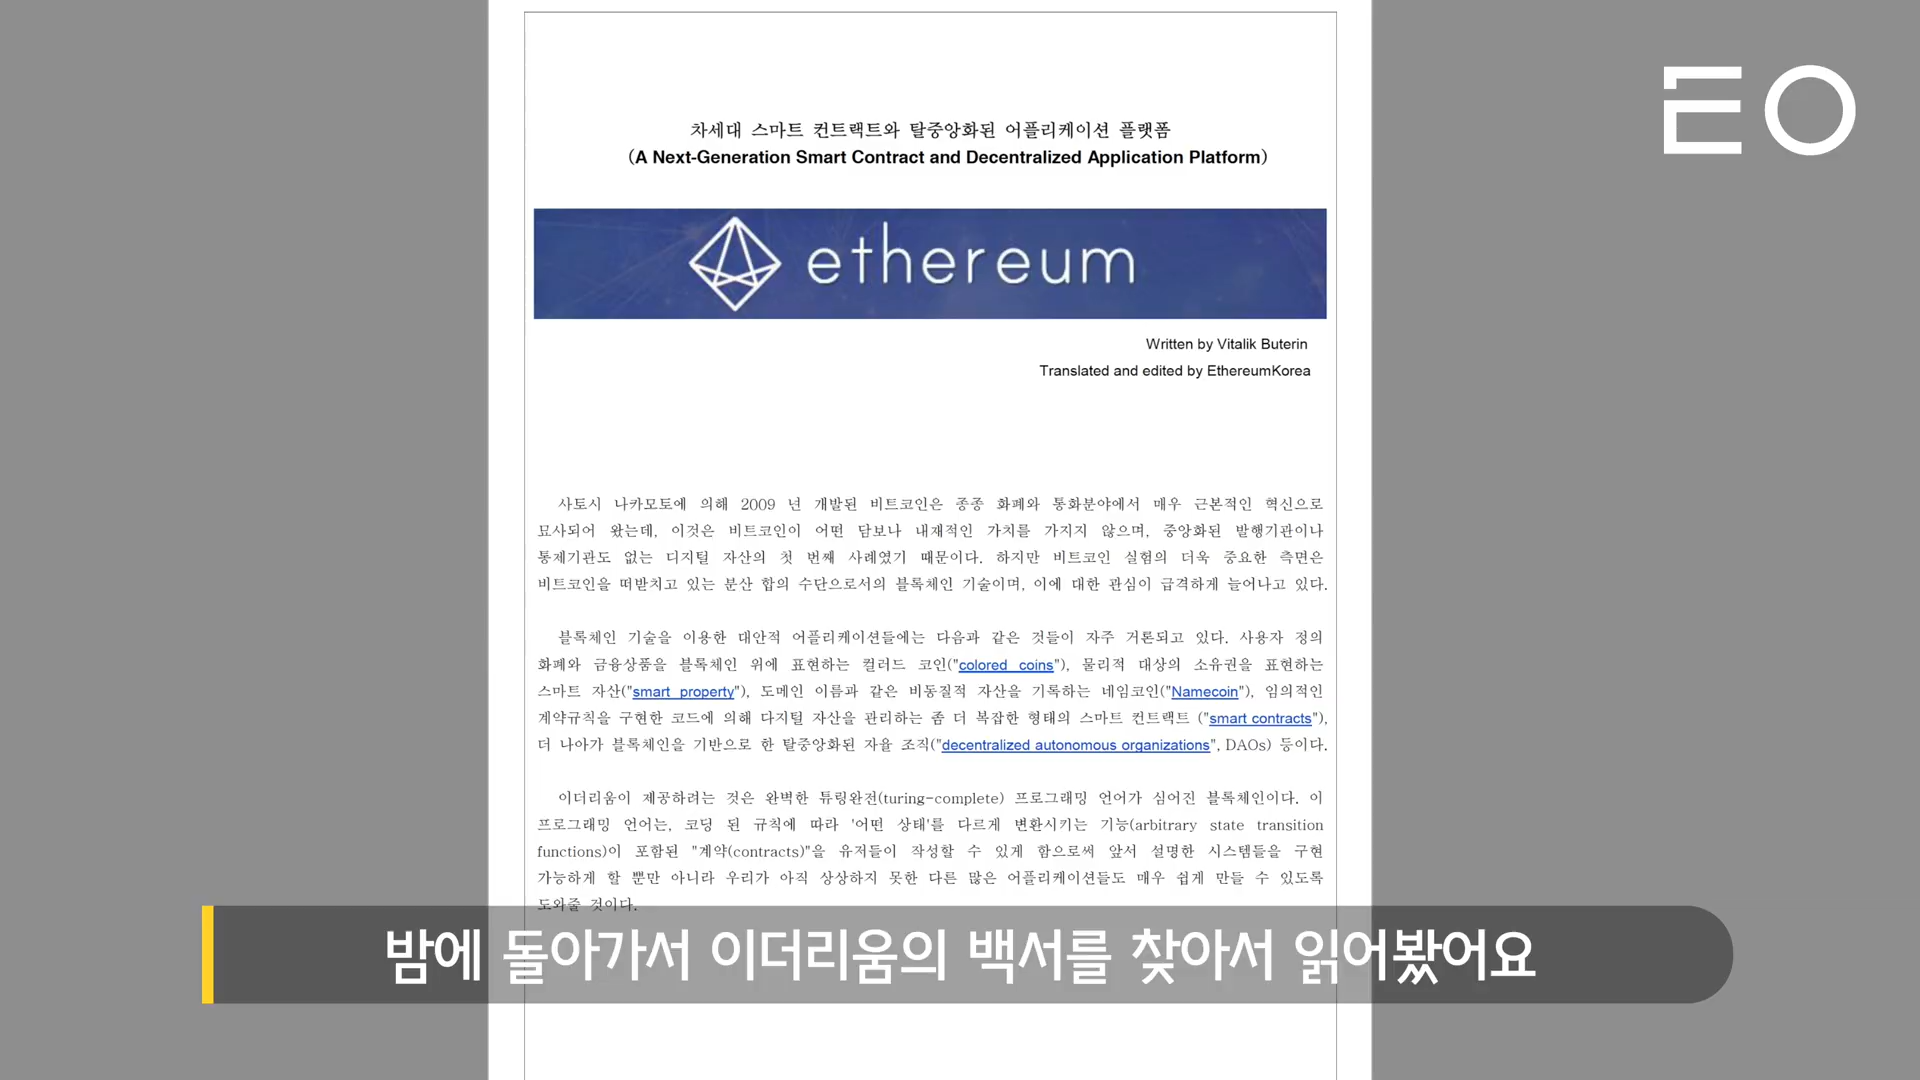 EO
차세대 스마트 컨트랙트와 탈중앙화된 어플리케이션 플랫폼
(A Next-Generation Smart Contract and Decentralized Application Platform)
ethereum
Written by Vitalik Buterin
Translated and edited by EthereumKorea
사토시 나카모토에 의해 2009 년 개발된 비트코인은 종종 화폐와 통화분야에서 매우 근본적인 혁신으로
묘사되어 왔는데, 이것은 비트코인이 어떤 담보나 내재적인 가치를 가지지 않으며, 중앙화된 발행기관이나
통제기관도 없는 디지털 자산의 첫 번째 사례였기 때문이다. 하지만 비트코인 실험의 더욱 중요한 측면은
비트코인을 떠받치고 있는 분산 합의 수단으로서의 블록체인 기술이며, 이에 대한 관심이 급격하게 늘어나고 있다.
블록체인 기술을 이용한 대안적 어플리케이션들에는 다음과 같은 것들이 자주 거론되고 있다. 사용자 정의
화폐와 금융상품을 블록체인 위에 표현하는 컬러드 코인("colored coins"), 물리적 대상의 소유권을 표현하는
스마트 자산("smart property"), 도메인 이름과 같은 비동질적 자산을 기록하는 네임코인("Namecoin"), 임의적인
계약규칙을 구현한 코드에 의해 다지털 자산을 관리하는 좀 더 복잡한 형태의 스마트 컨트랙트 ("smart contracts"),
더 나아가 블록체인을 기반으로 한 탈중앙화된 자율 조직("decentralized autonomous organizations", DAOs) 등이다.
이더리움이 제공하려는 것은 완벽한 튜링완전(turing-complete) 프로그래밍 언어가 심어진 블록체인이다. 이
프로그래밍 언어는, 코딩 된 규칙에 따라 '어떤 상태'를 다르게 변환시키는 기능(arbitrary state transition
functions)이 포함된 "계약(contracts)"을 유저들이 작성할 수 있게 함으로써 앞서 설명한 시스템들을 구현
가능하게 할 뿐만 아니라 우리가 아직 상상하지 못한 다른 많은 어플리케이션들도 매우 쉽게 만들 수 있도록
도와줄 것이다.
밤에 돌아가서 이더리움의 백서를 찾아서 읽어봤어요